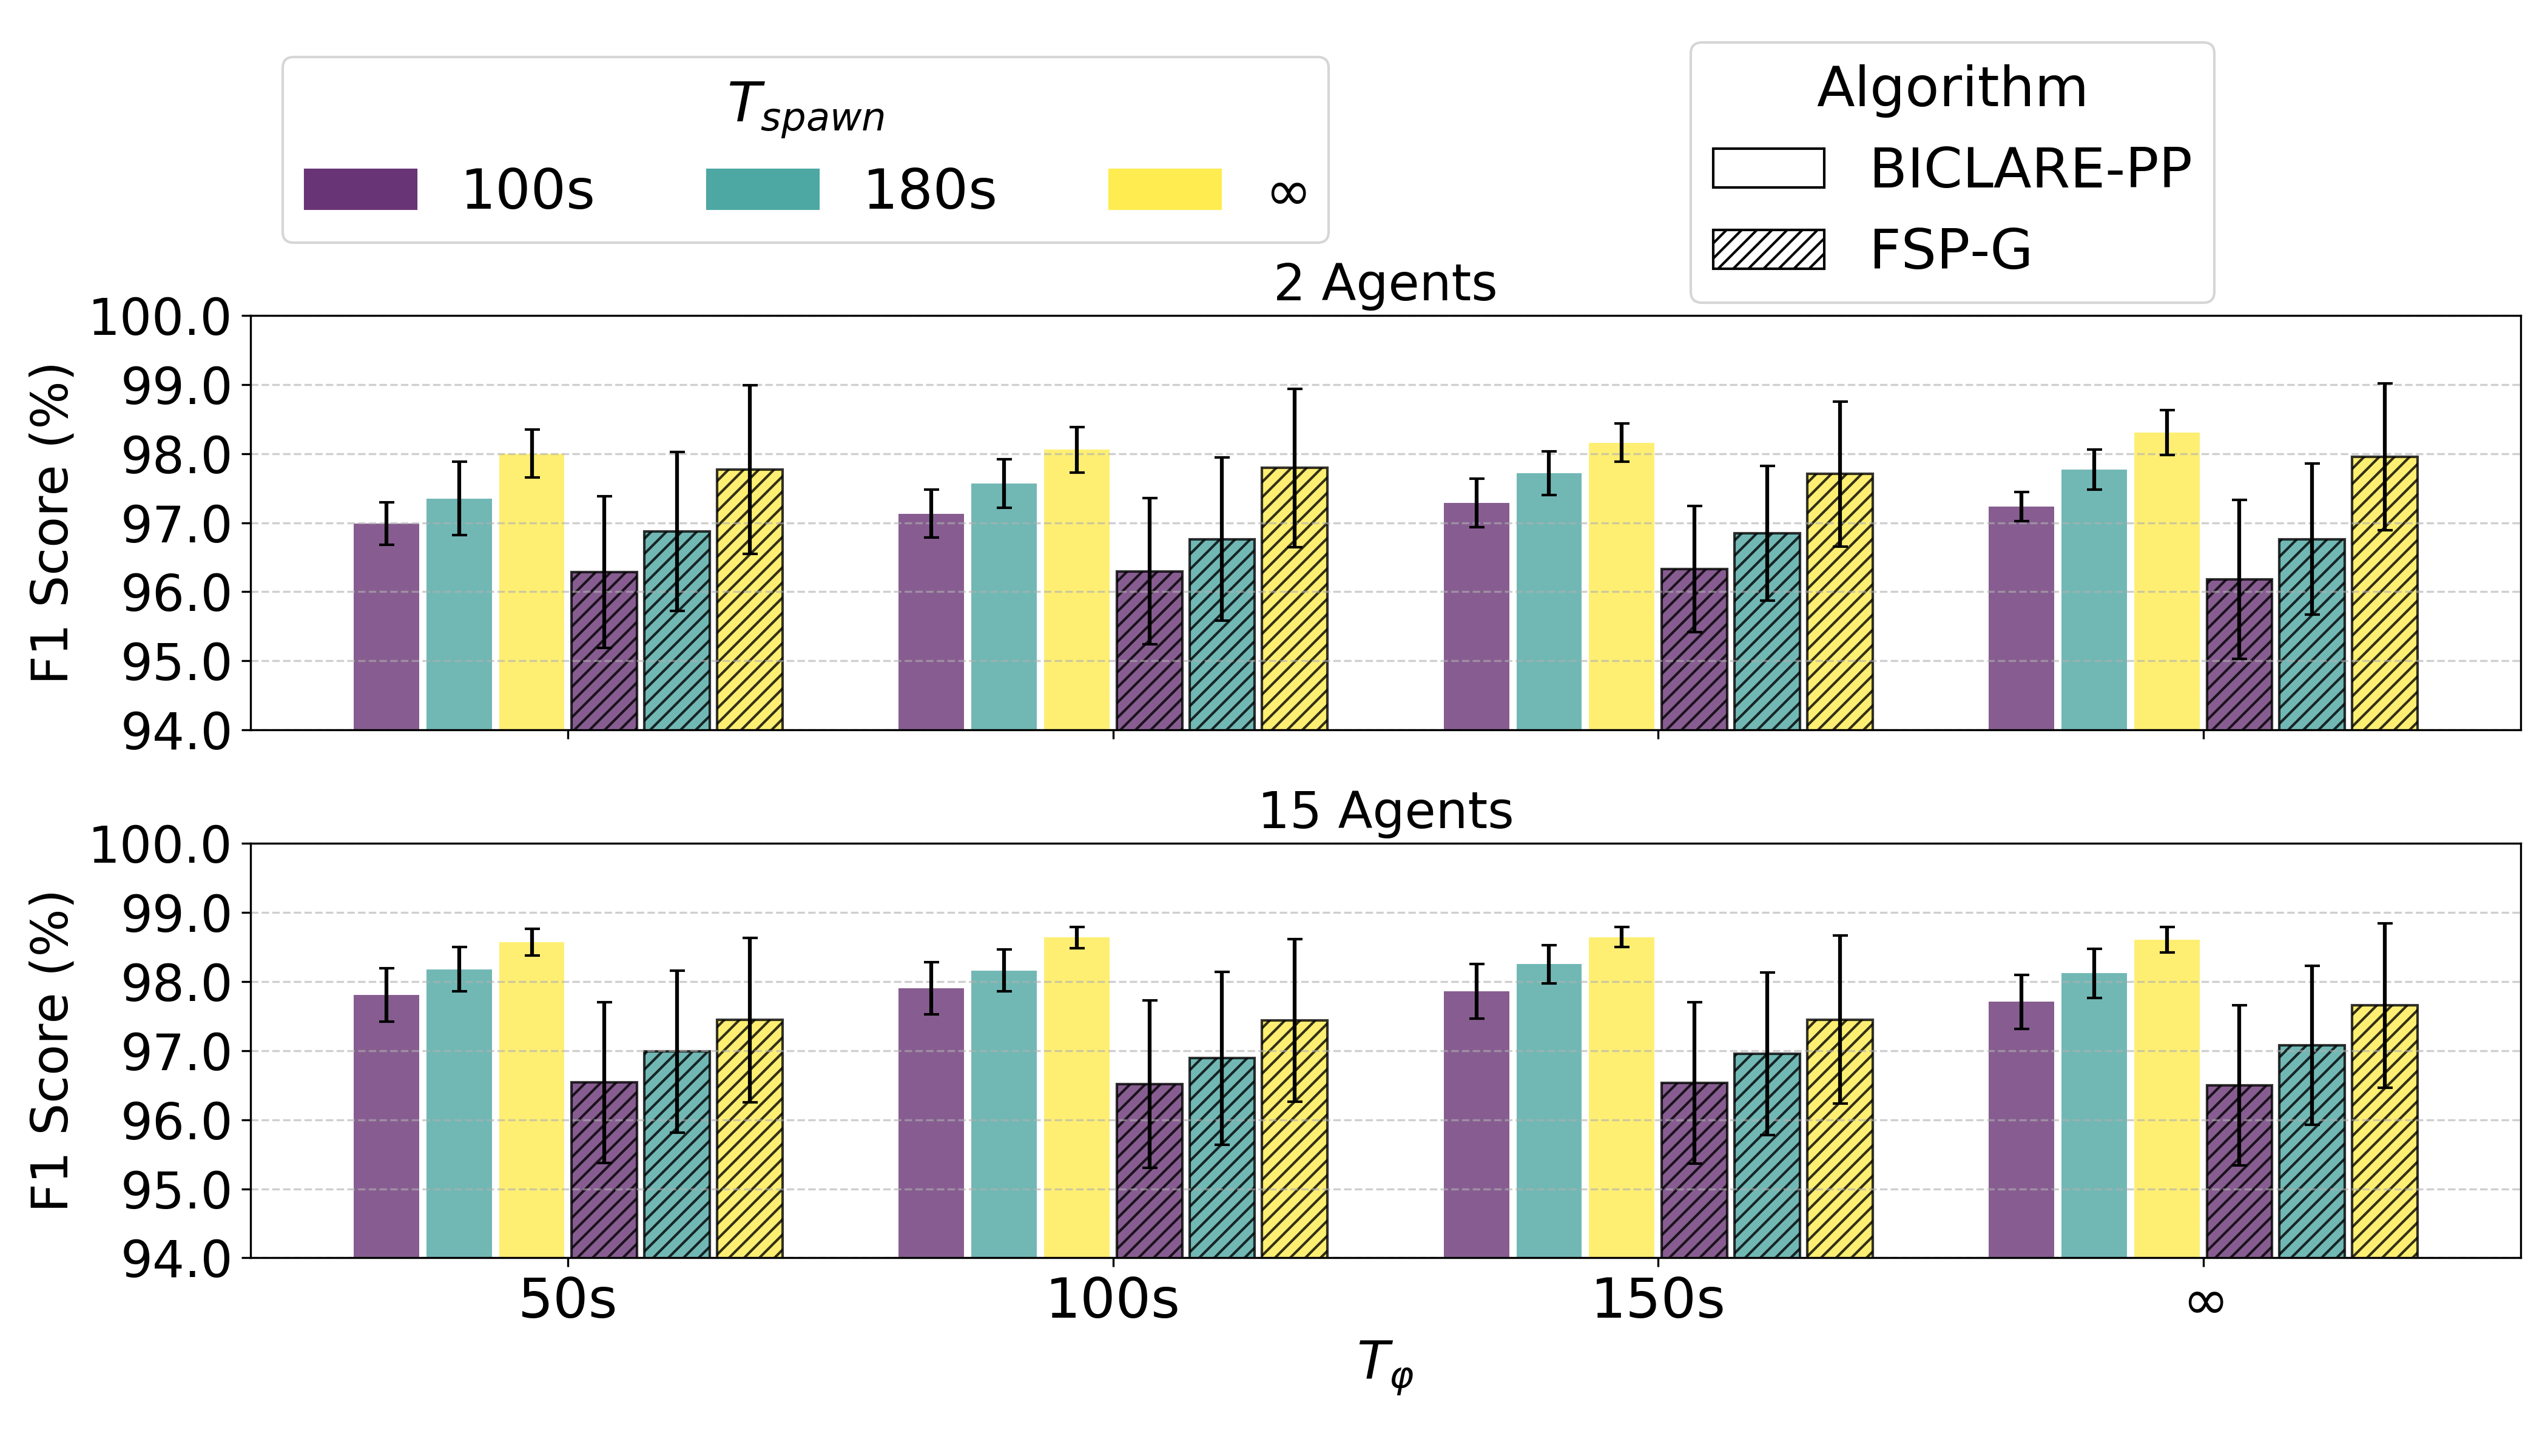 T_spawn
100s 180s ∞
Algorithm
BICLARE-PP
FSP-G
2 Agents
F1 Score (%)
100.0
99.0
98.0
97.0
96.0
95.0
94.0
15 Agents
F1 Score (%)
100.0
99.0
98.0
97.0
96.0
95.0
94.0
50s 100s 150s ∞
T_φ